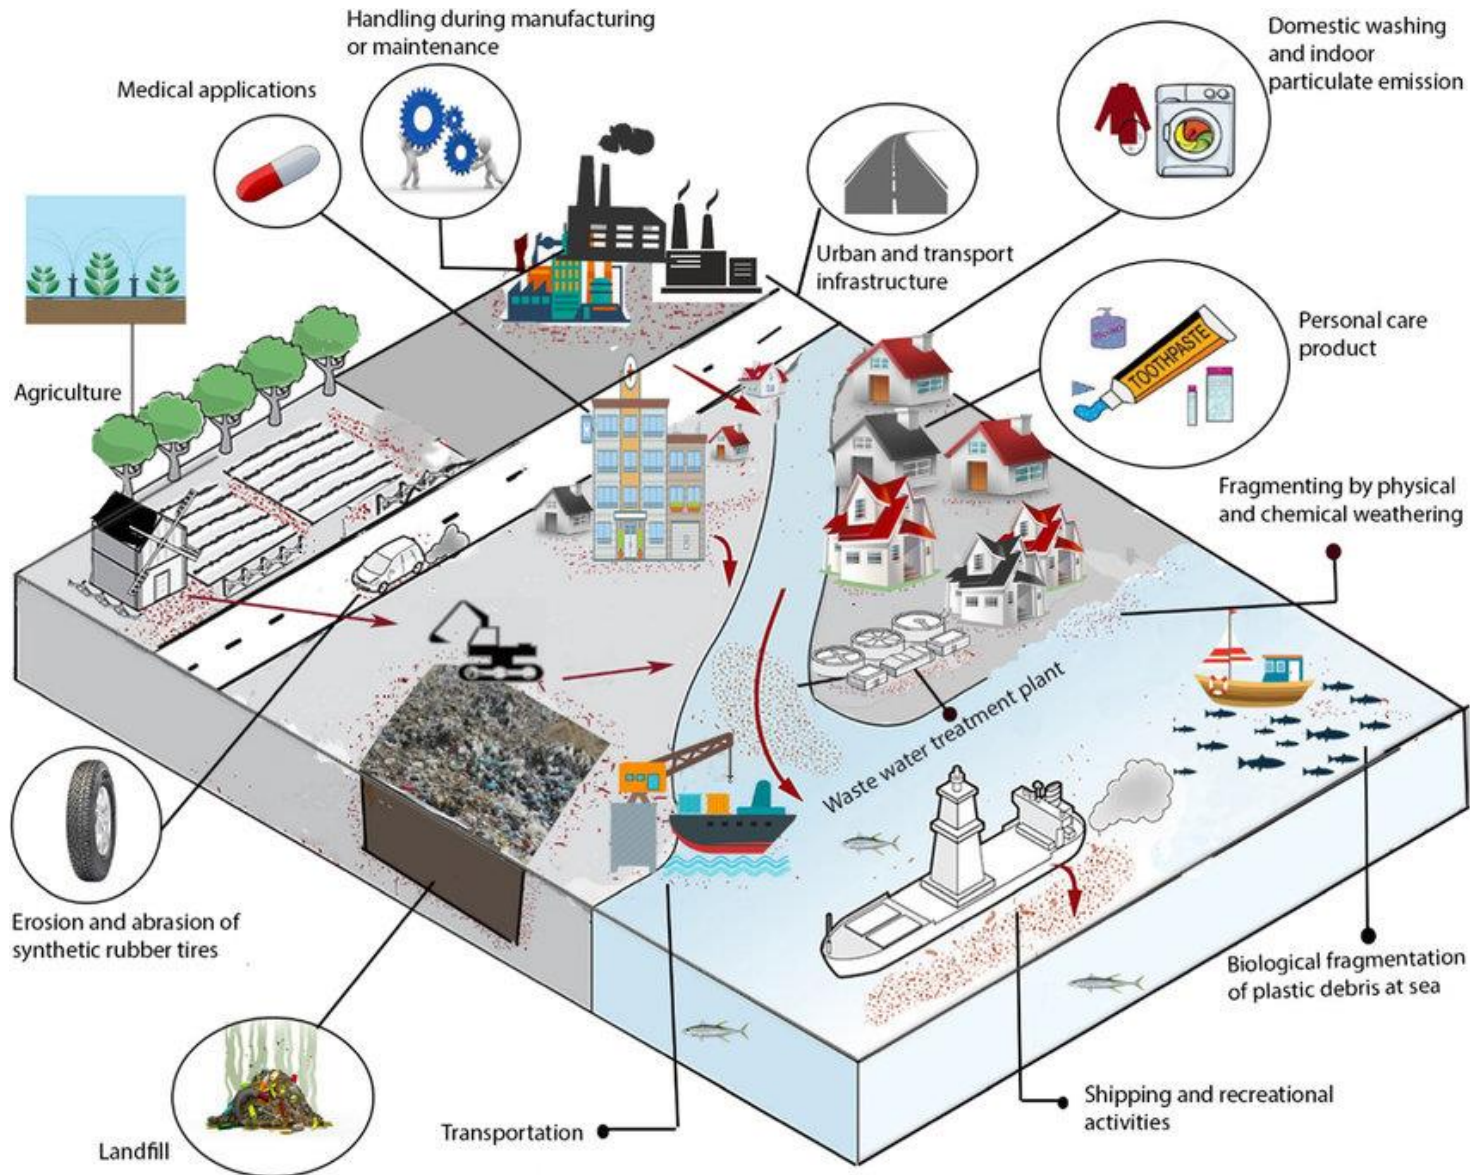 Handling during manufacturing
or maintenance
Domestic washing
and indoor
particulate emission
Medical applications
Urban and transport
infrastructure
Personal care
product
TOOTHPASTE
Agriculture
Fragmenting by physical
and chemical weathering
Waste water treatment plant
Erosion and abrasion of
synthetic rubber tires
Biological fragmentation
of plastic debris at sea
Shipping and recreational
activities
Transportation
Landfill